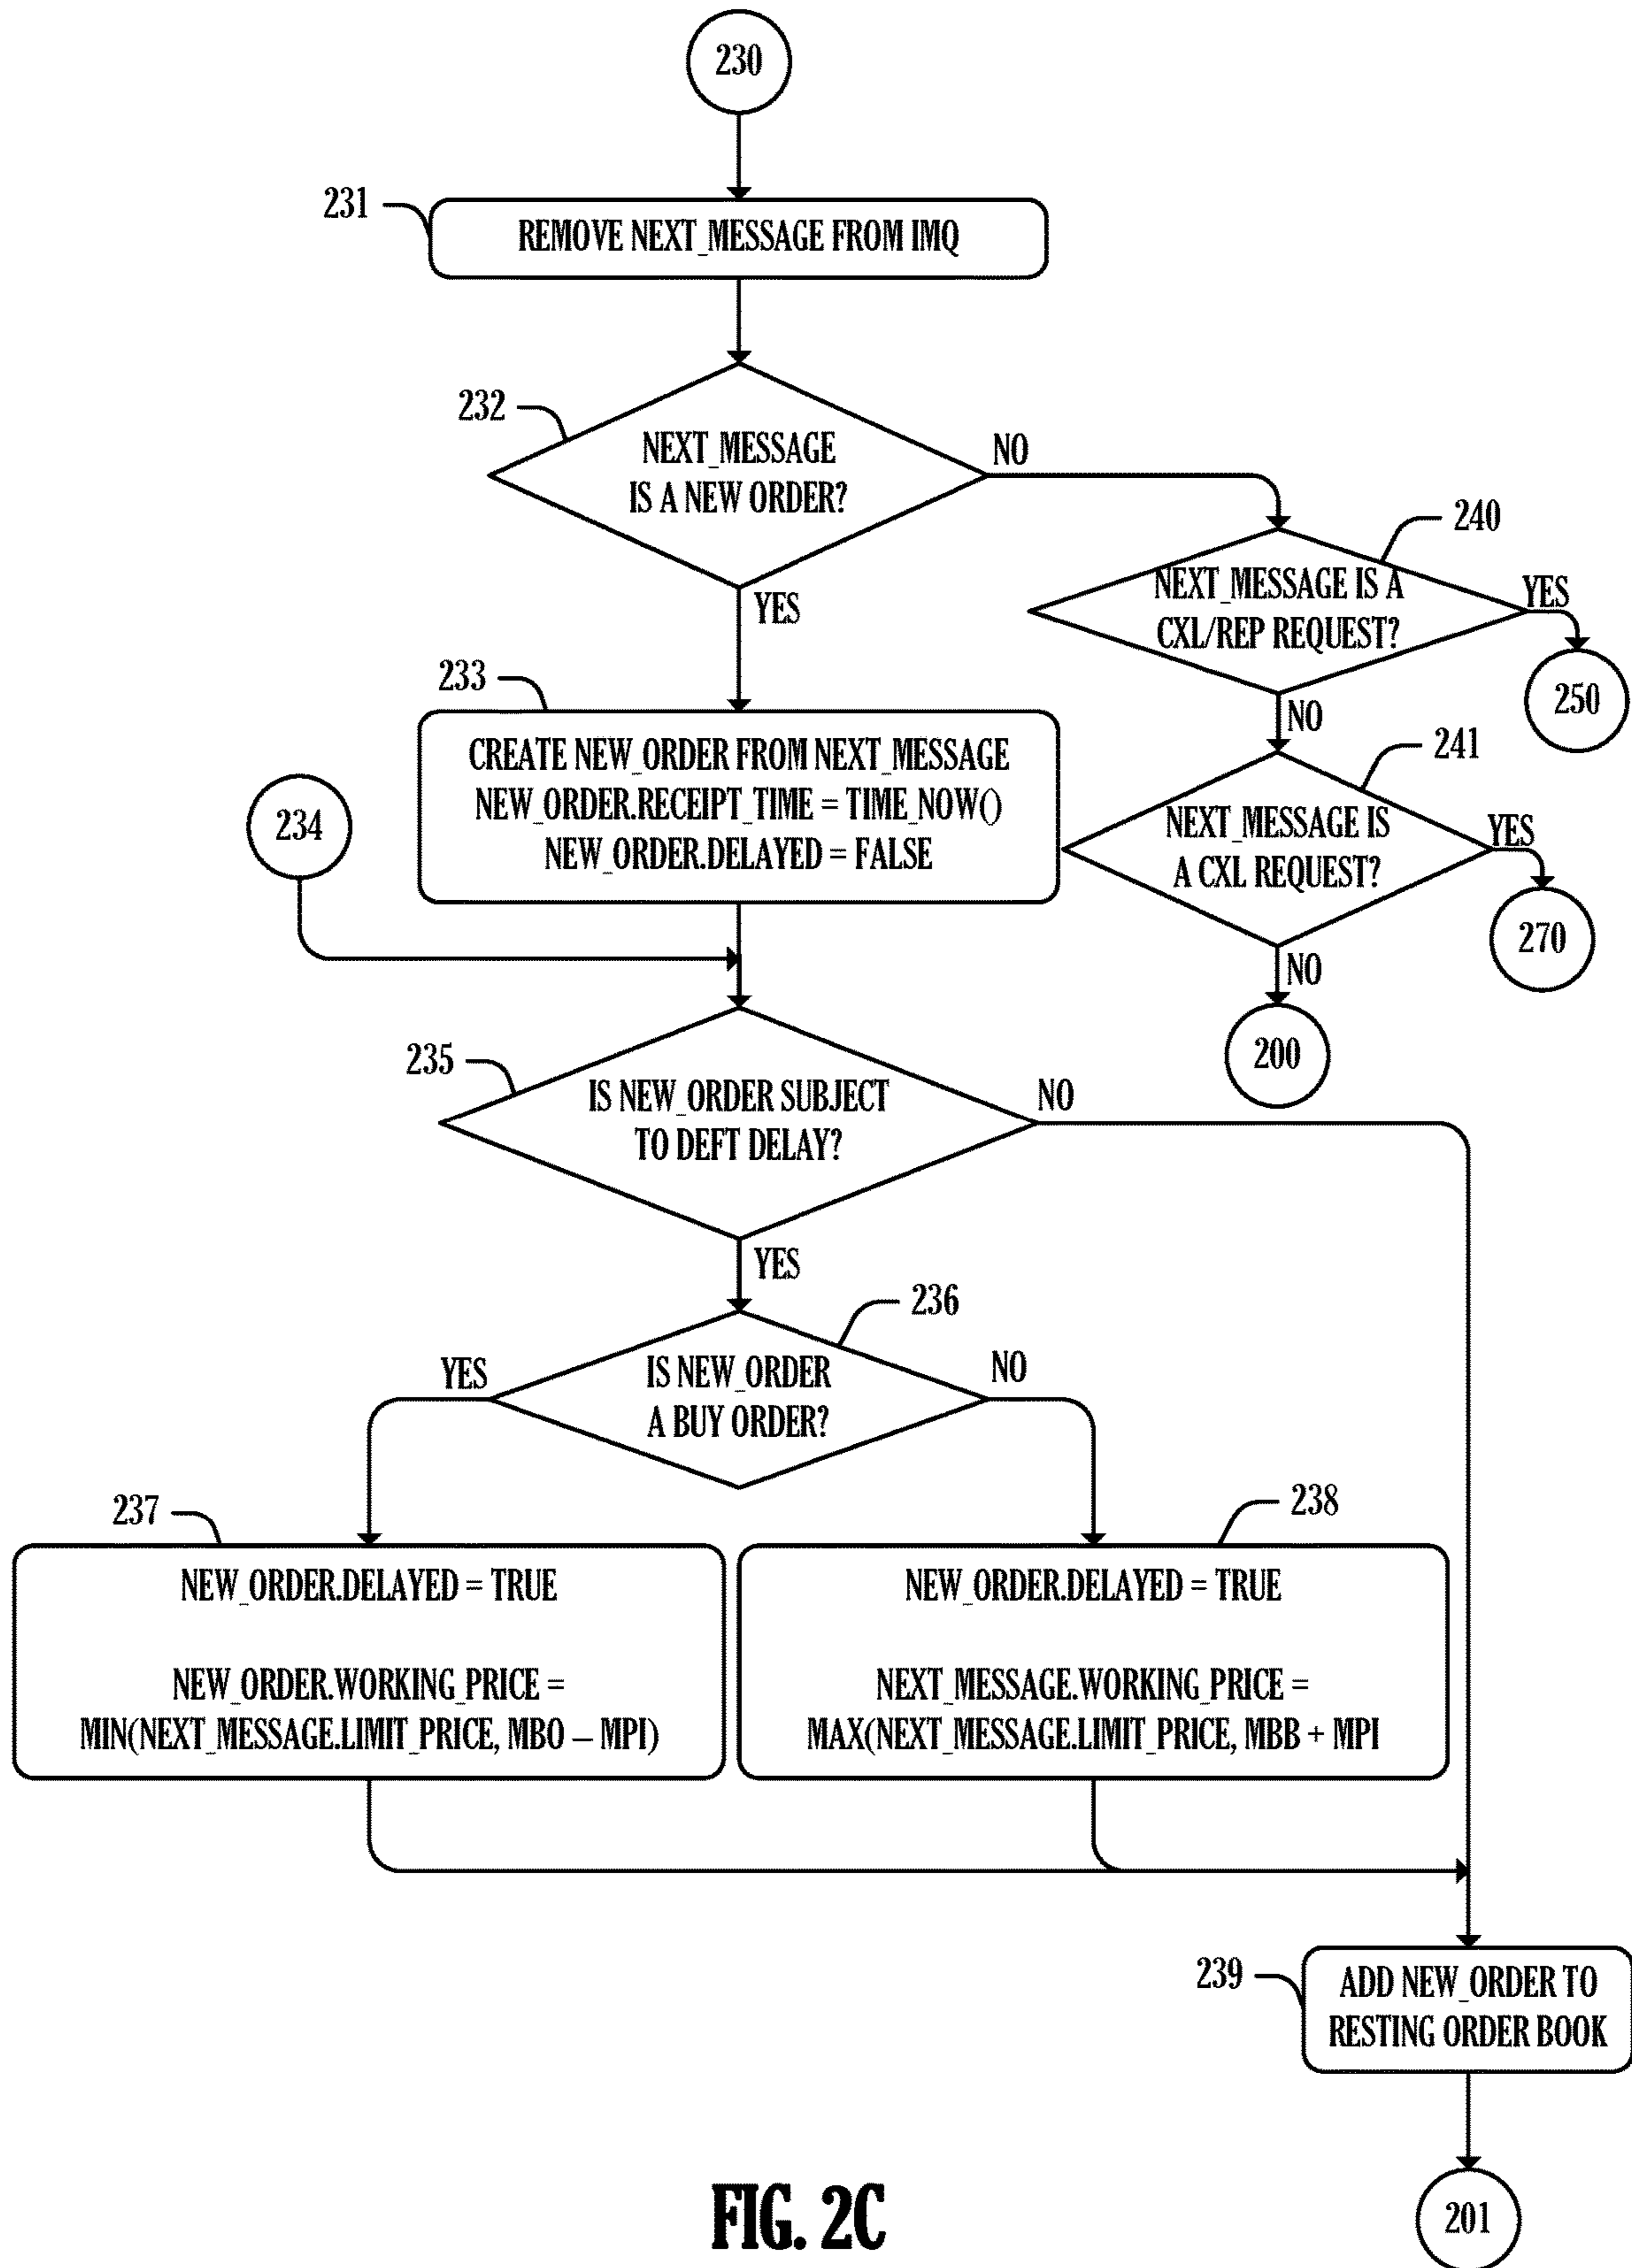 230
231
REMOVE NEXT_MESSAGE FROM IMQ
232
NEXT_MESSAGE
IS A NEW ORDER?
NO
YES
240
NEXT_MESSAGE IS A
CXL/REP REQUEST?
YES
250
NO
233
CREATE NEW_ORDER FROM NEXT_MESSAGE
NEW_ORDER.RECEIPT_TIME = TIME_NOW()
NEW_ORDER.DELAYED = FALSE
234
241
NEXT_MESSAGE IS
A CXL REQUEST?
YES
270
NO
200
235
IS NEW_ORDER SUBJECT
TO DEFT DELAY?
NO
YES
236
IS NEW_ORDER
A BUY ORDER?
YES
NO
237
NEW_ORDER.DELAYED = TRUE
NEW_ORDER.WORKING_PRICE =
MIN(NEXT_MESSAGE.LIMIT_PRICE, MBO – MPI)
238
NEW_ORDER.DELAYED = TRUE
NEXT_MESSAGE.WORKING_PRICE =
MAX(NEXT_MESSAGE.LIMIT_PRICE, MBB + MPI
239
ADD NEW_ORDER TO
RESTING ORDER BOOK
201
FIG. 2C